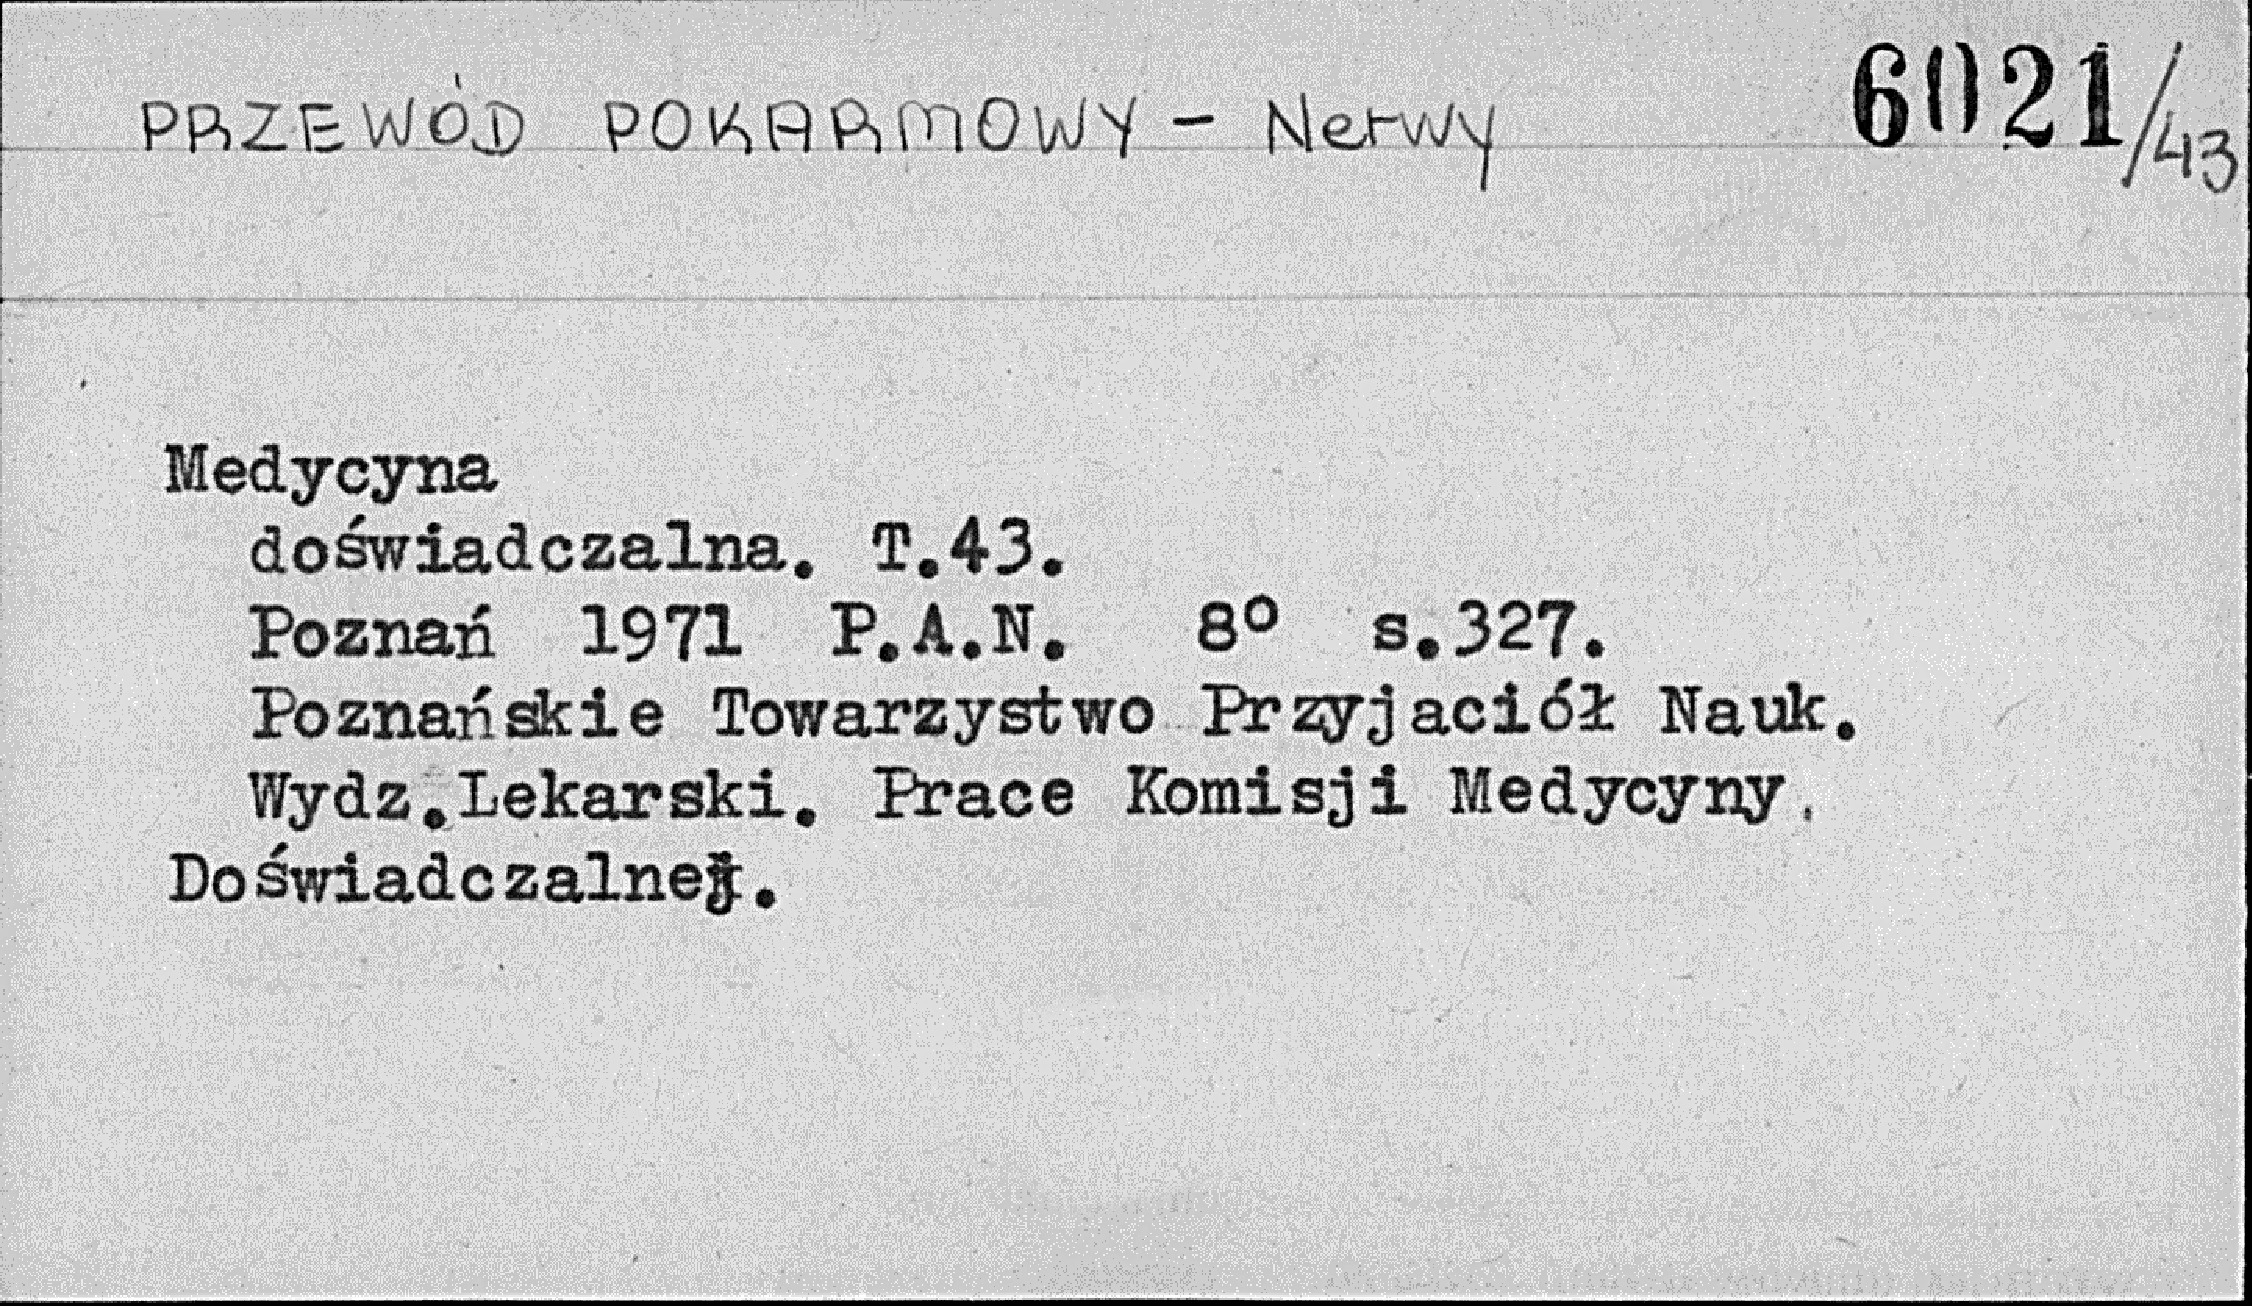 PRZEWÓD POKARMOWY - Nerwy 6021/43
Medycyna
doświadczalna. T.43.
Poznań 1971 P.A.N. 8° s.327.
Poznańskie Towarzystwo Przyjaciół Nauk.
Wydz.Lekarski. Prace Komisji Medycyny.
Doświadczalnej.